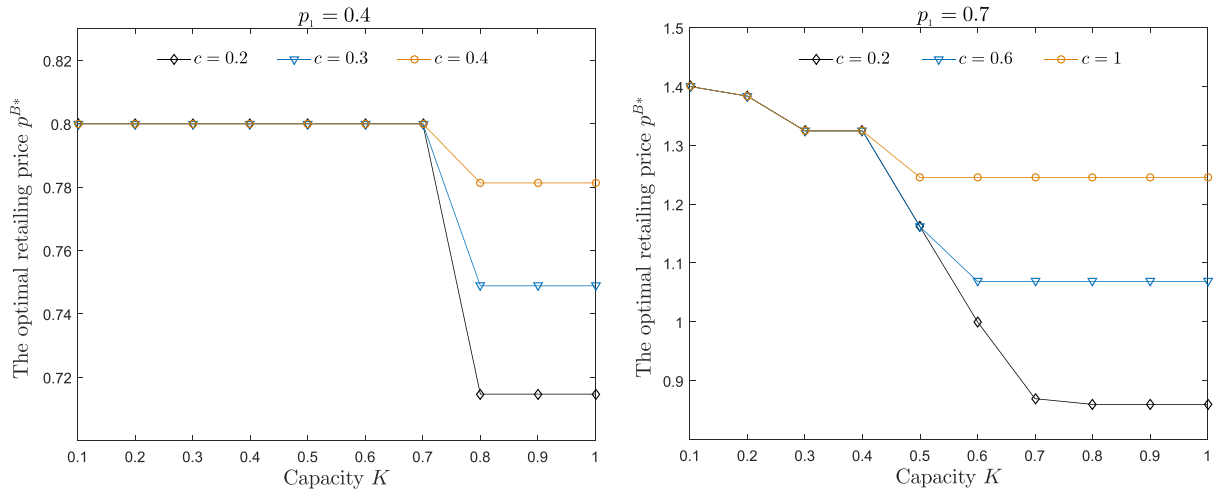 p₁ = 0.4
c = 0.2 c = 0.3 c = 0.4
0.82
0.8
0.78
0.76
0.74
0.72
The optimal retailing price p^{B*}
0.1 0.2 0.3 0.4 0.5 0.6 0.7 0.8 0.9 1
Capacity K
p₁ = 0.7
c = 0.2 c = 0.6 c = 1
1.5
1.4
1.3
1.2
1.1
1
0.9
The optimal retailing price p^{B*}
0.1 0.2 0.3 0.4 0.5 0.6 0.7 0.8 0.9 1
Capacity K